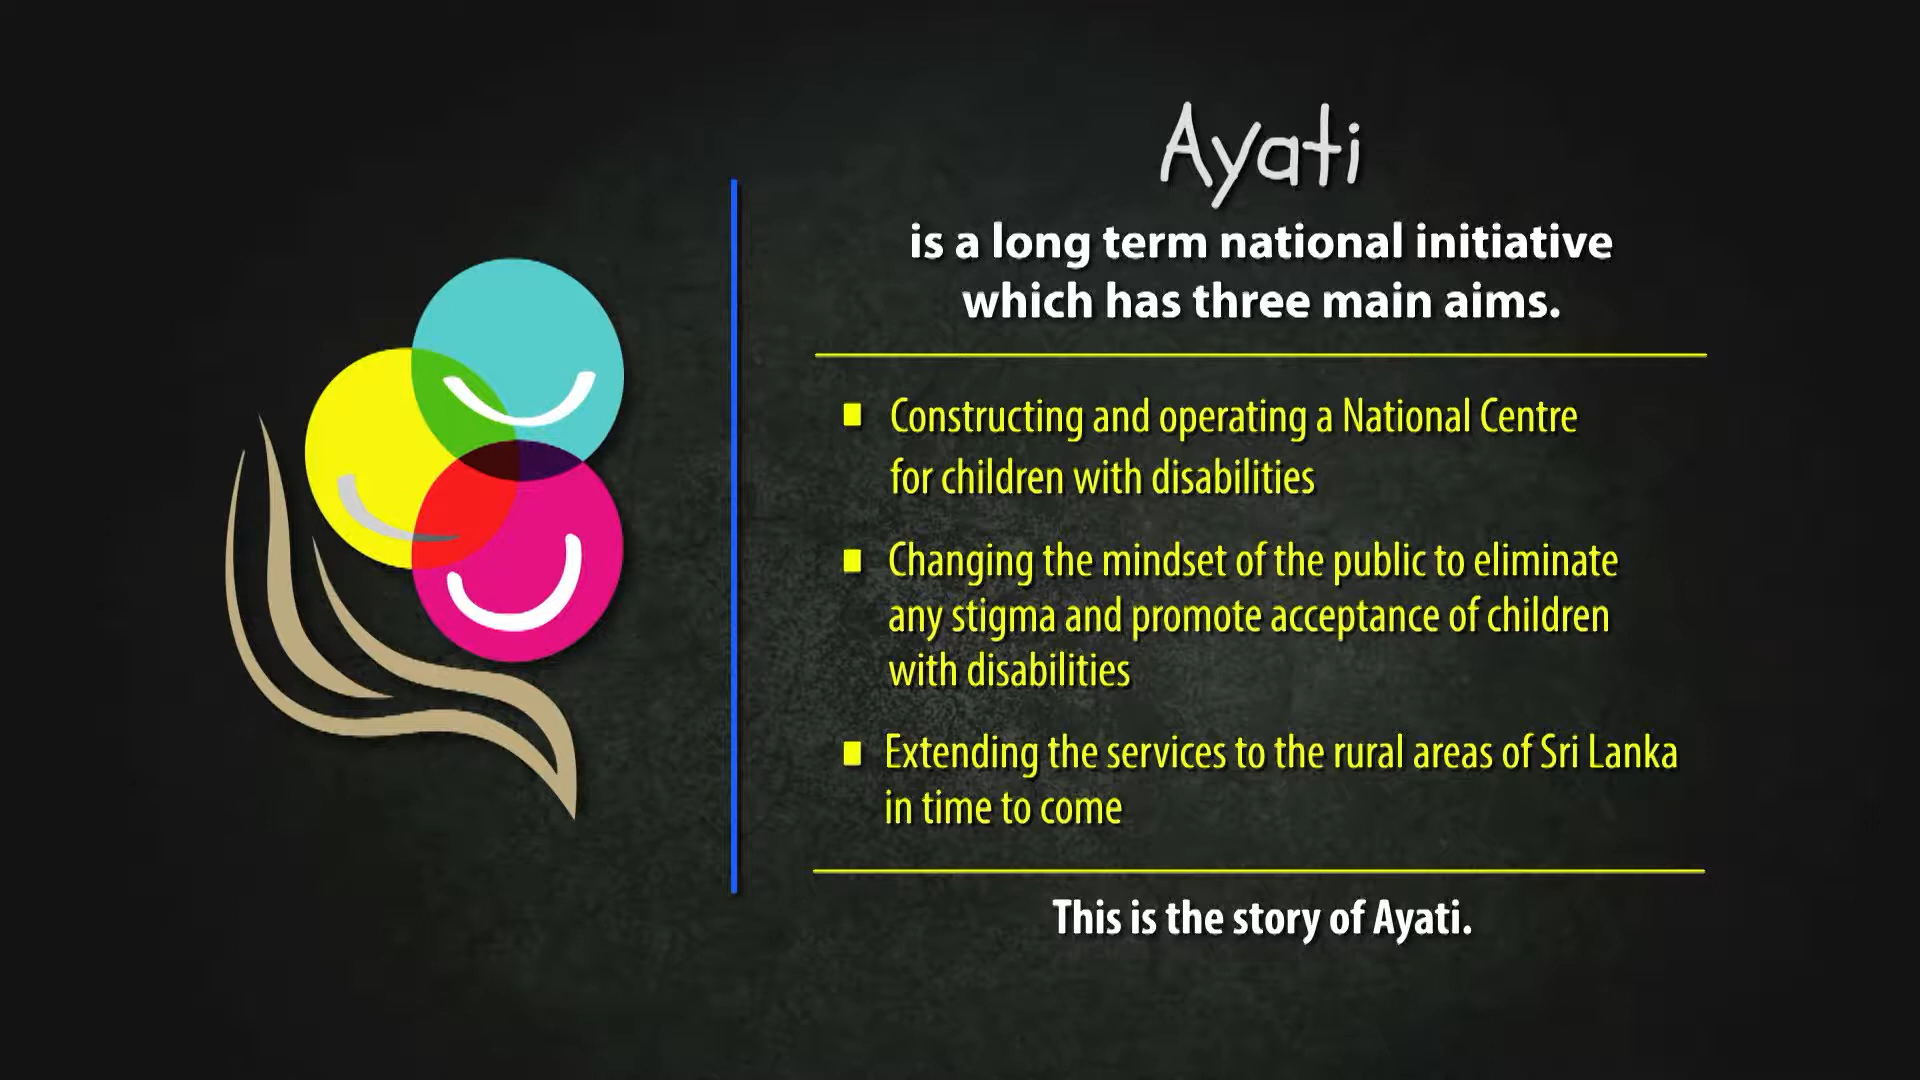 Ayati
is a long term national initiative
which has three main aims.
Constructing and operating a National Centre
for children with disabilities
Changing the mindset of the public to eliminate
any stigma and promote acceptance of children
with disabilities
Extending the services to the rural areas of Sri Lanka
in time to come
This is the story of Ayati.